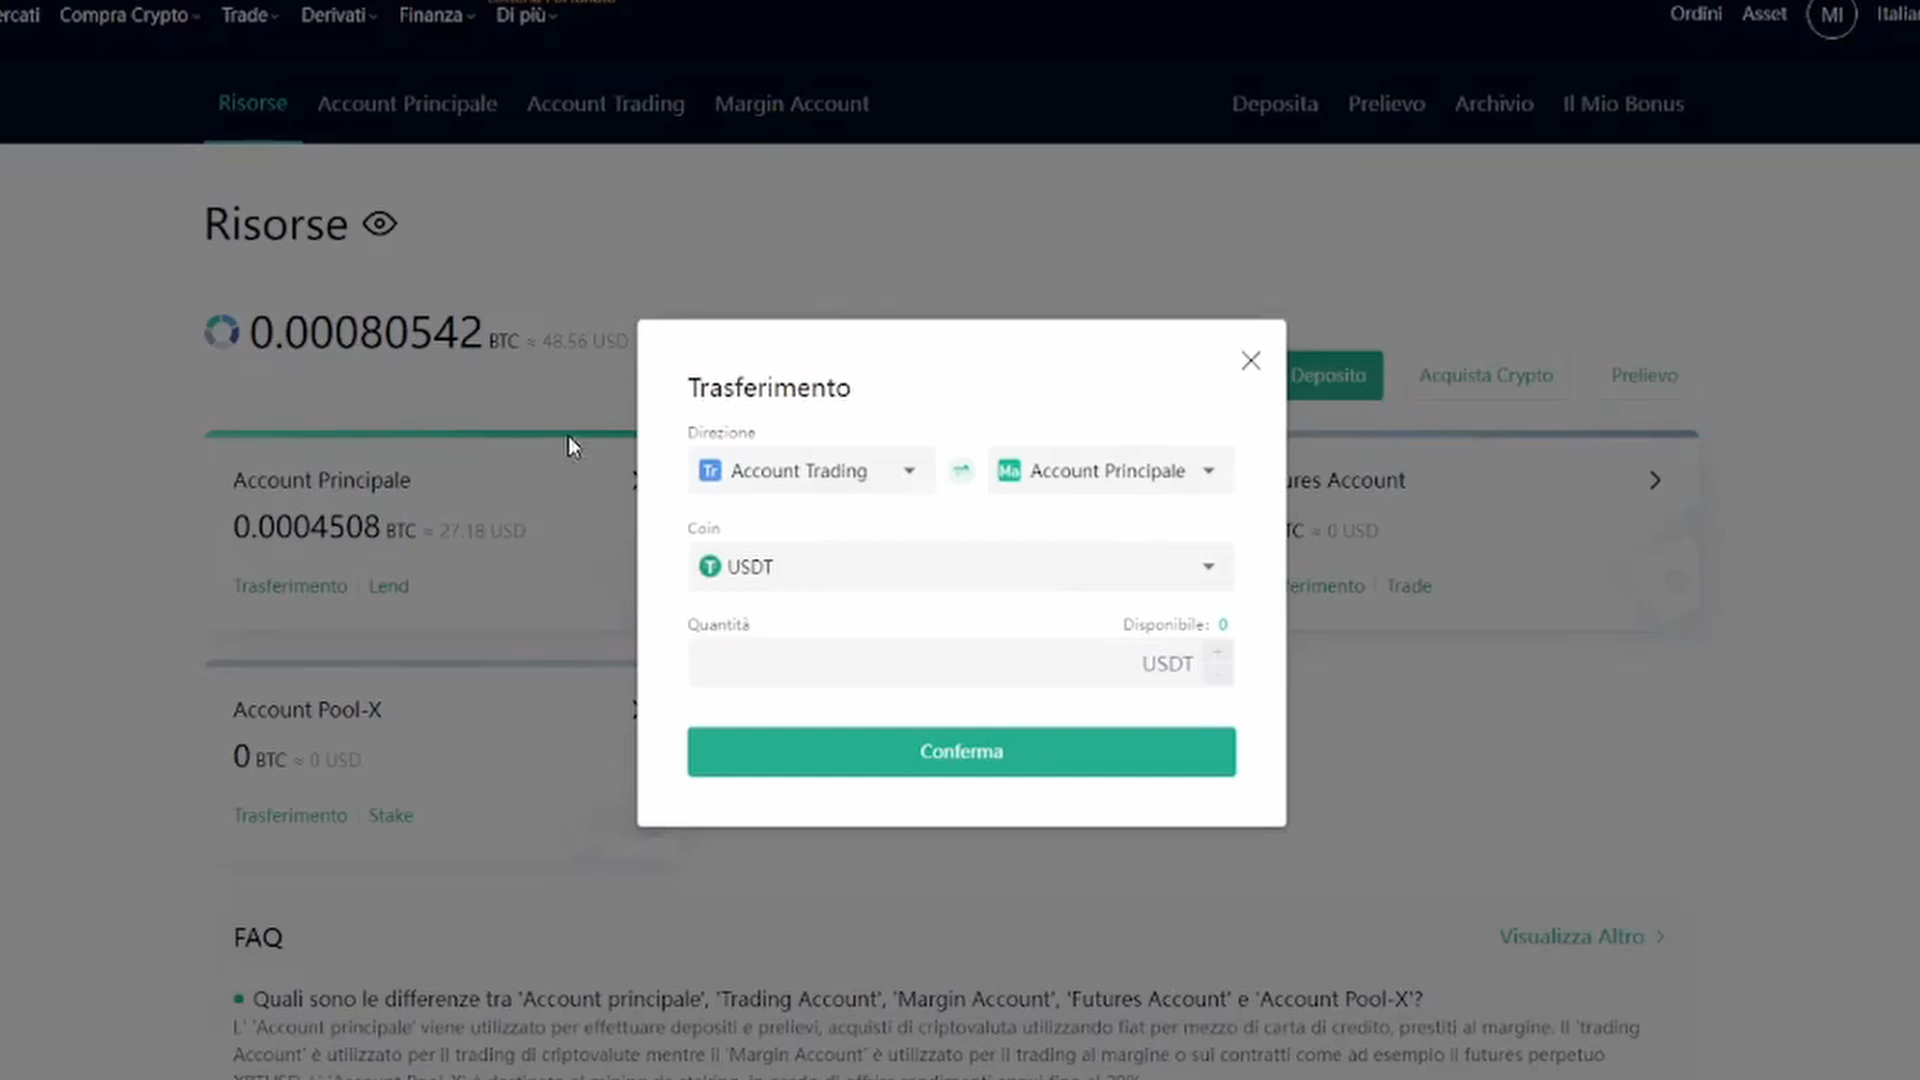 Compra Crypto Trade Derivati Finanza Di più Ordini Asset MI
Risorse Account Principale Account Trading Margin Account Deposita Prelievo Archivio Il Mio Bonus
Risorse
0.00080542 BTC ≈ 48.56 USD
Deposito Acquista Crypto Prelievo
Account Principale
0.0004508 BTC ≈ 27.18 USD
Trasferimento Lend
Trasferimento
Direzione
Tr Account Trading Ma Account Principale
Coin
USDT
Quantità Disponibile: 0
USDT
Conferma
Account
≈ 0 USD
Trade
Account Pool-X
0 BTC ≈ 0 USD
Trasferimento Stake
FAQ Visualizza Altro
Quali sono le differenze tra 'Account principale', 'Trading Account', 'Margin Account', 'Futures Account' e 'Account Pool-X'?
L' 'Account principale' viene utilizzato per effettuare depositi e prelievi, acquisti di criptovaluta utilizzando fiat per mezzo di carta di credito, prestiti al margine. Il 'trading
Account' è utilizzato per il trading di criptovalute mentre il 'Margin Account' è utilizzato per il trading al margine o sui contratti come ad esempio il futures perpetuo